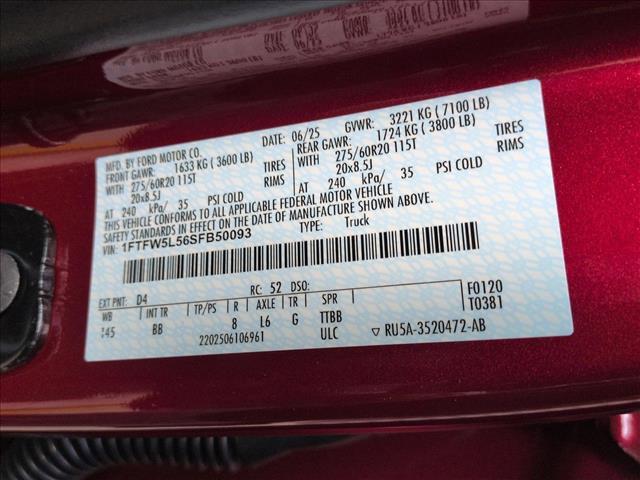 MFD. BY FORD MOTOR CO. DATE: 06/25 GVWR: 3221 KG ( 7100 LB)
FRONT GAWR: 1633 KG ( 3600 LB) REAR GAWR: 1724 KG ( 3800 LB)
WITH 275/60R20 115T TIRES WITH 275/60R20 115T TIRES
20x8.5J RIMS 20x8.5J RIMS
AT 240 kPa/ 35 PSI COLD AT 240 kPa/ 35 PSI COLD
THIS VEHICLE CONFORMS TO ALL APPLICABLE FEDERAL MOTOR VEHICLE
SAFETY STANDARDS IN EFFECT ON THE DATE OF MANUFACTURE SHOWN ABOVE.
VIN: 1FTFW5L56SFB50093 TYPE: Truck
EXT PNT: D4 RC: 52 DSO: F0120
WB INT TR TP/PS R AXLE TR SPR T0381
145 BB 8 L6 G TTBB
2202506106961 ULC RU5A-3520472-AB